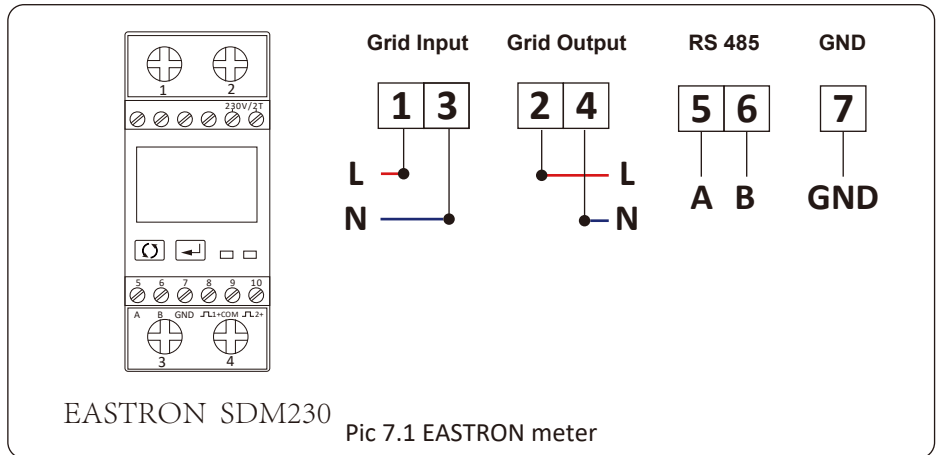 Grid Input Grid Output RS 485 GND
1 2
230V/2T
1 3 2 4 5 6 7
L L
N N
A B GND
5 6 7 8 9 10
A B GND 1+COM 2+
3 4
EASTRON SDM230
Pic 7.1 EASTRON meter